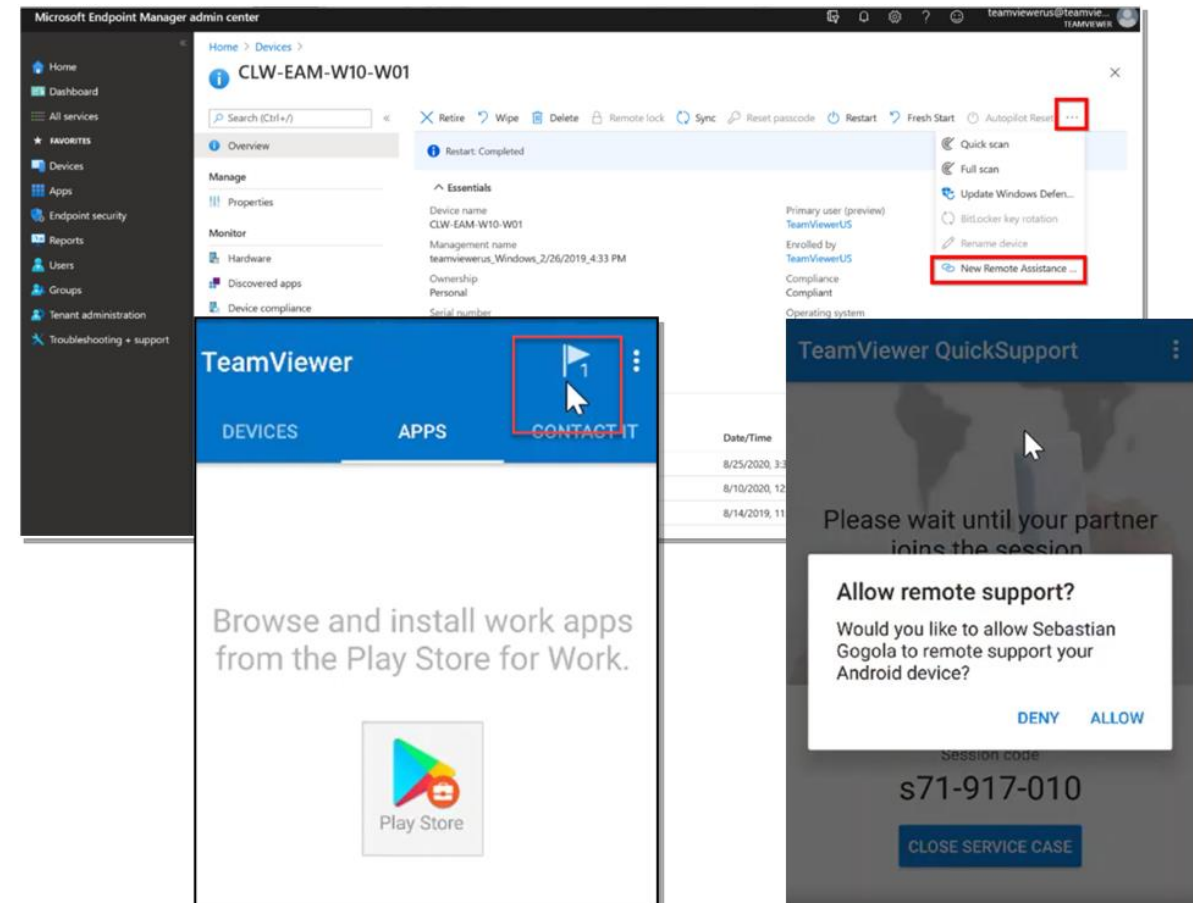 Microsoft Endpoint Manager admin center
teamviewerus@teamvie...
TEAMVIEWER
Home
Dashboard
All services
FAVORITES
Devices
Apps
Endpoint security
Reports
Users
Groups
Tenant administration
Troubleshooting + support
Home > Devices >
CLW-EAM-W10-W01
Search (Ctrl+/)
Overview
Manage
Properties
Monitor
Hardware
Discovered apps
Device compliance
Retire Wipe Delete Remote lock Sync Reset passcode Restart Fresh Start Autopilot Reset ...
Restart: Completed
Essentials
Device name
CLW-EAM-W10-W01
Management name
teamviewerus_Windows_2/26/2019_4:33 PM
Ownership
Personal
Serial number
Primary user (preview)
TeamViewerUS
Enrolled by
TeamViewerUS
Compliance
Compliant
Operating system
Quick scan
Full scan
Update Windows Defen...
BitLocker key rotation
Rename device
New Remote Assistance ...
Date/Time
8/25/2020, 3:3
8/10/2020, 12
8/14/2019, 11
TeamViewer
1
DEVICES APPS CONTACT IT
Browse and install work apps
from the Play Store for Work.
Play Store
TeamViewer QuickSupport
Please wait until your partner
joins the session
Allow remote support?
Would you like to allow Sebastian
Gogola to remote support your
Android device?
DENY ALLOW
Session code
s71-917-010
CLOSE SERVICE CASE